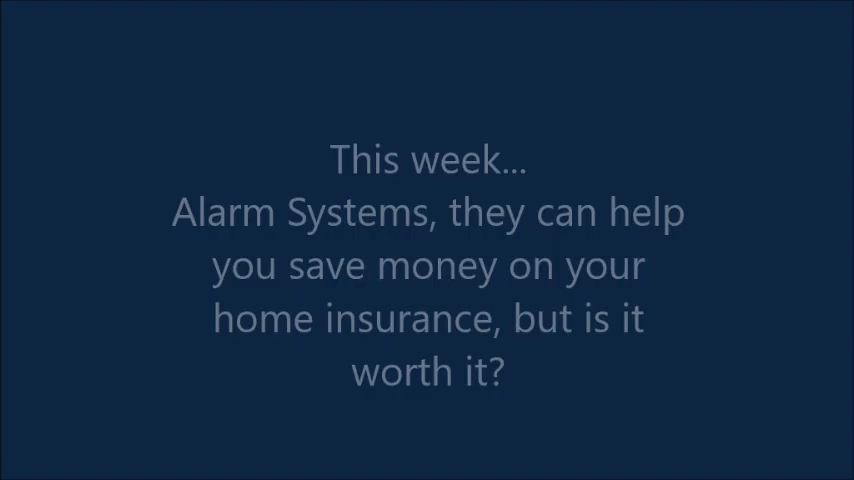 This week...
Alarm Systems, they can help
you save money on your
home insurance, but is it
worth it?